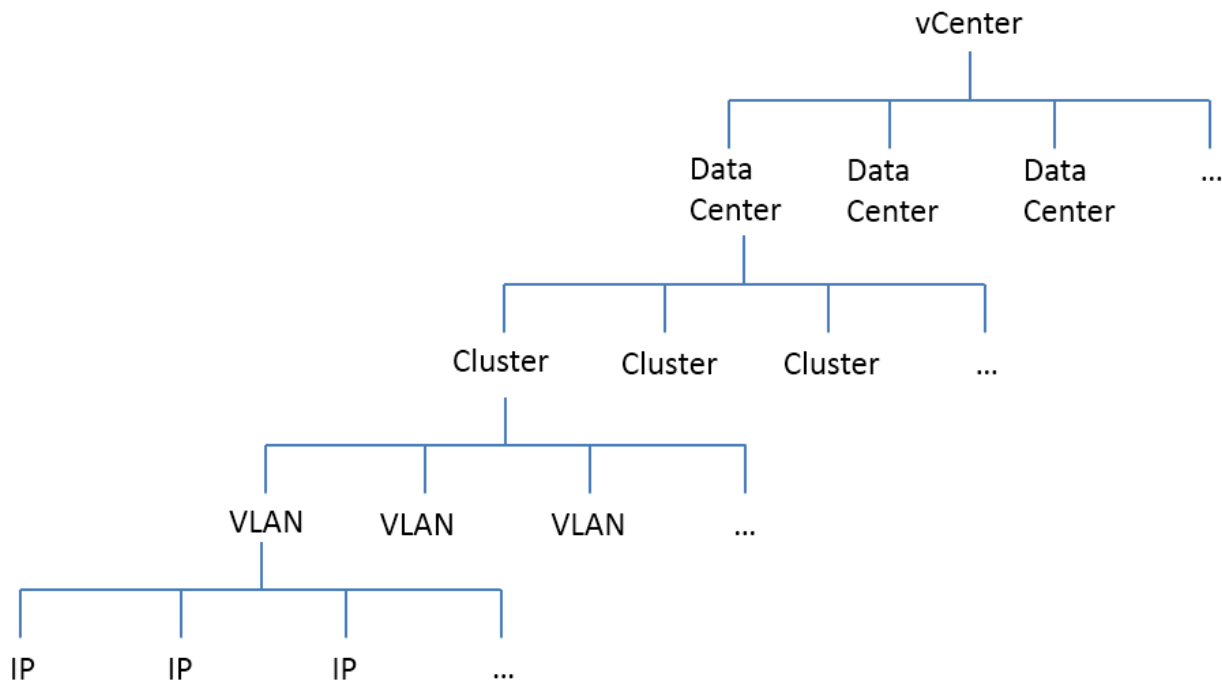 vCenter
Data
Center
Data
Center
Data
Center
...
Cluster
Cluster
Cluster
...
VLAN
VLAN
VLAN
...
IP
IP
IP
...